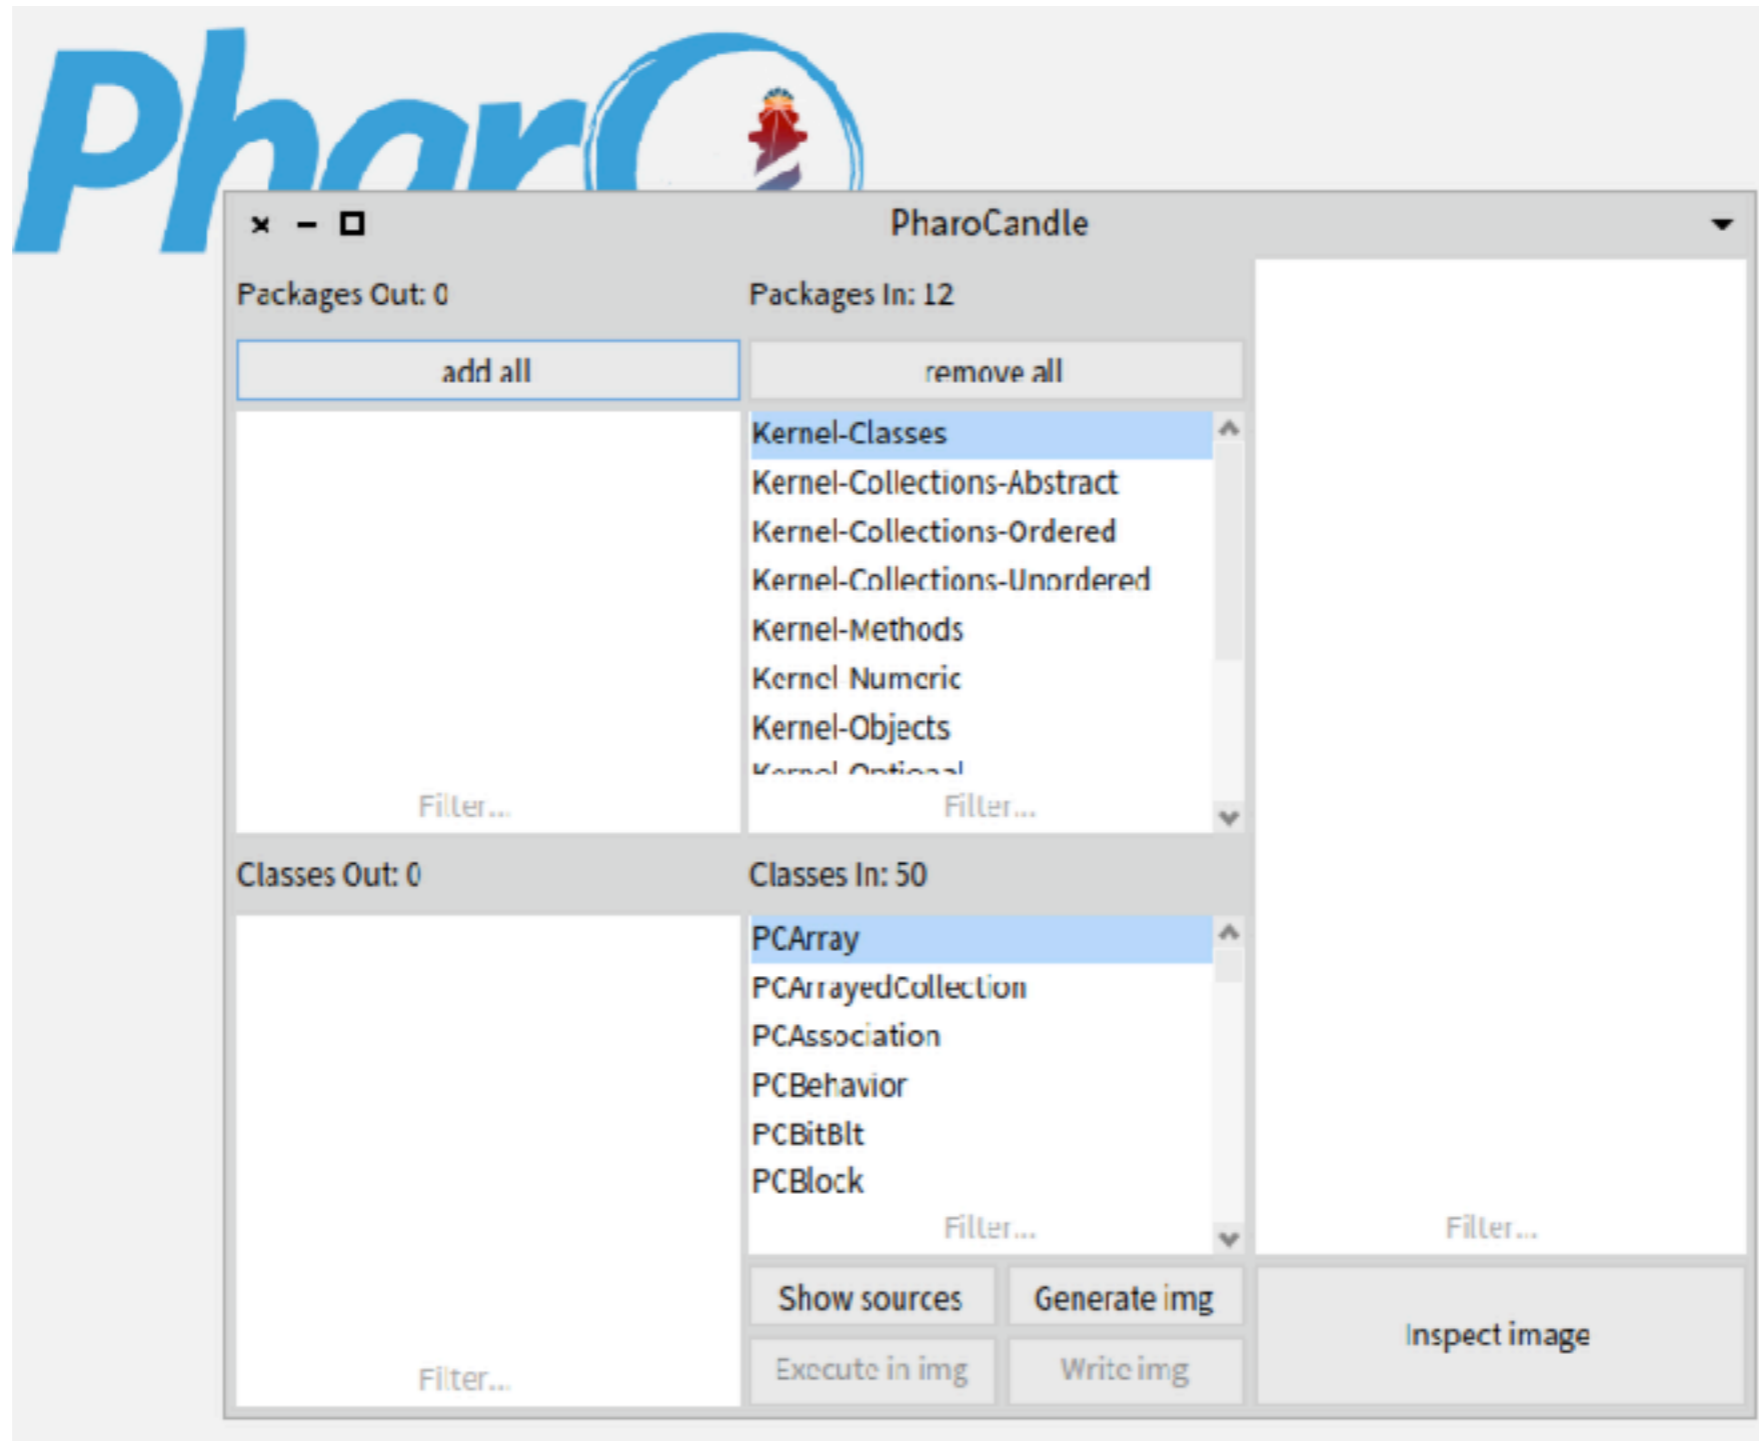 Pharo
PharoCandle
Packages Out: 0
add all
Filter...
Packages In: 12
remove all
Kernel-Classes
Kernel-Collections-Abstract
Kernel-Collections-Ordered
Kernel-Collections-Unordered
Kernel-Methods
Kernel-Numeric
Kernel-Objects
Kernel-Optional
Filter...
Classes Out: 0
Filter...
Classes In: 50
PCArray
PCArrayedCollection
PCAssociation
PCBehavior
PCBitBlt
PCBlock
Filter...
Show sources
Generate img
Execute in img
Write img
Filter...
Inspect image